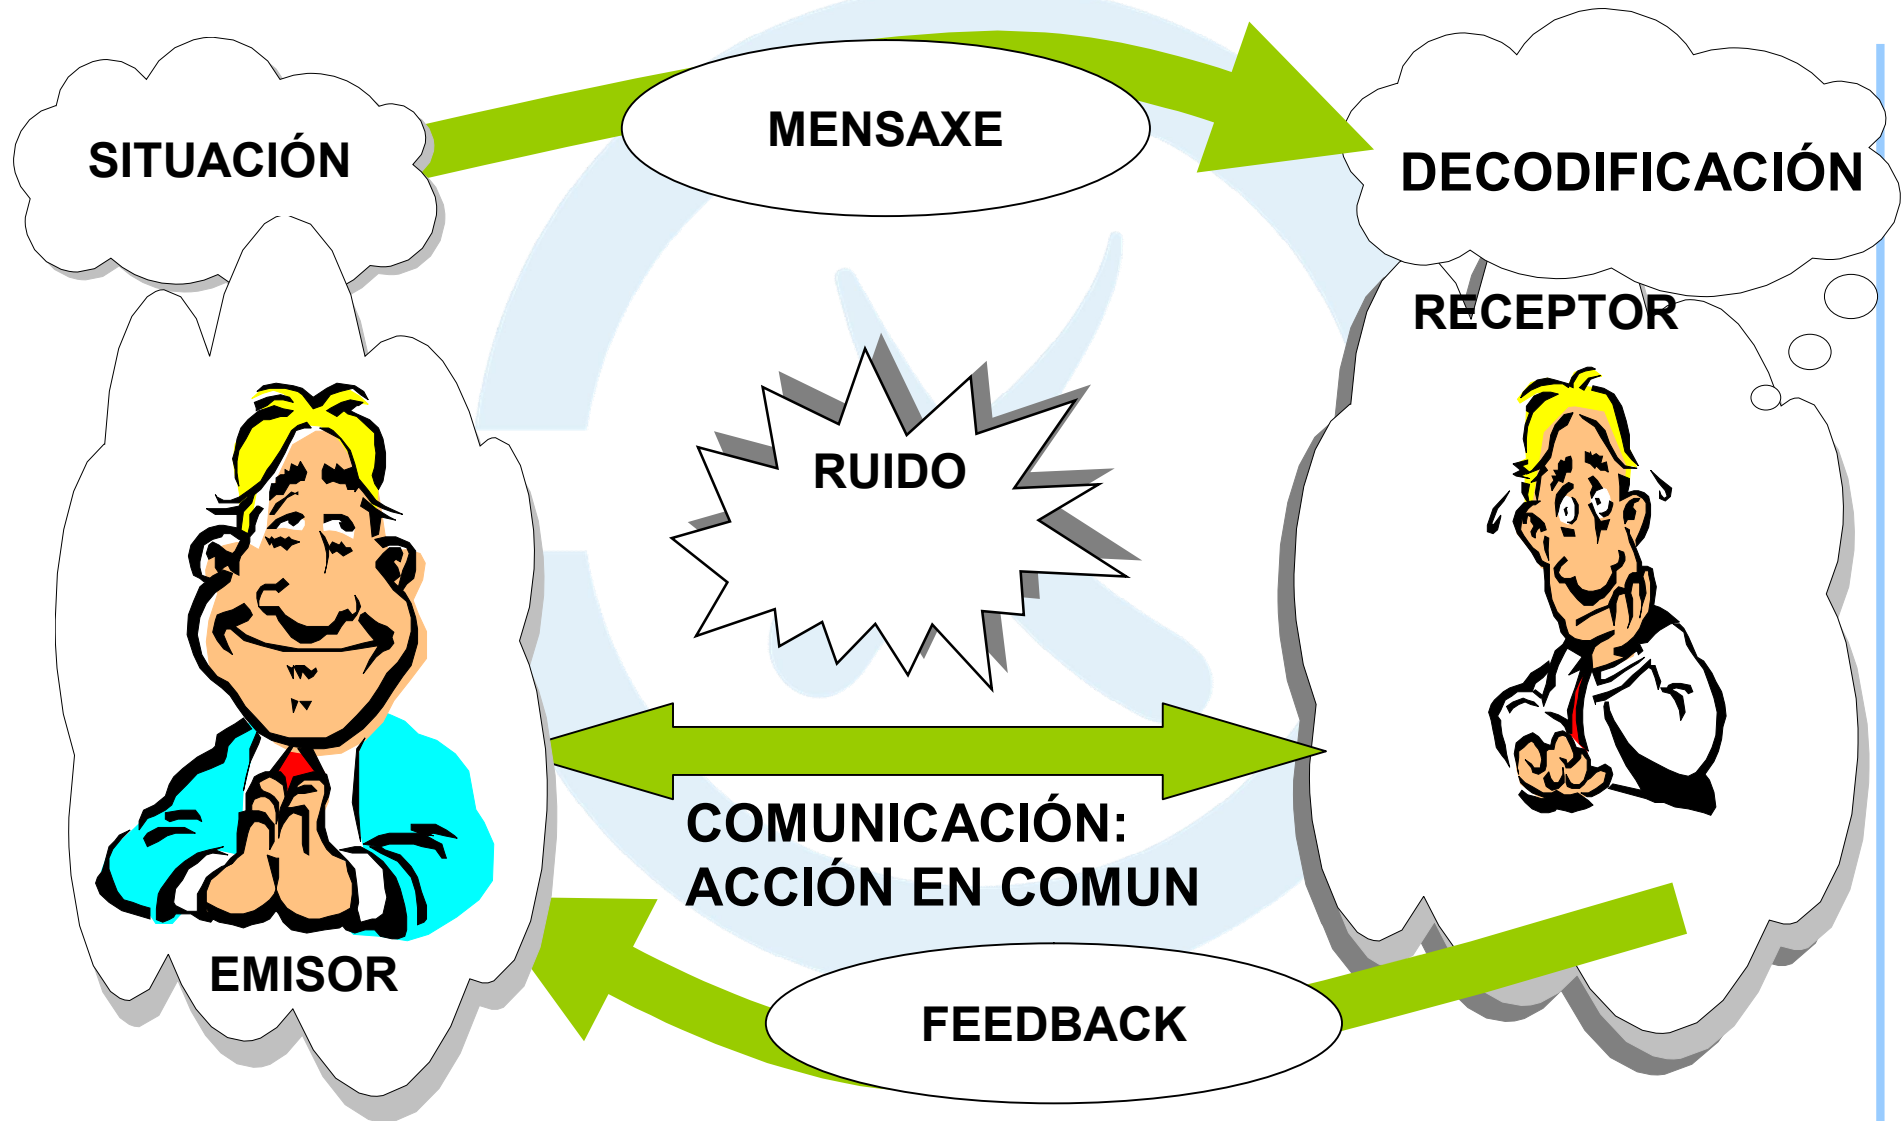 SITUACIÓN
MENSAXE
DECODIFICACIÓN
RECEPTOR
RUIDO
COMUNICACIÓN:
ACCIÓN EN COMUN
EMISOR
FEEDBACK